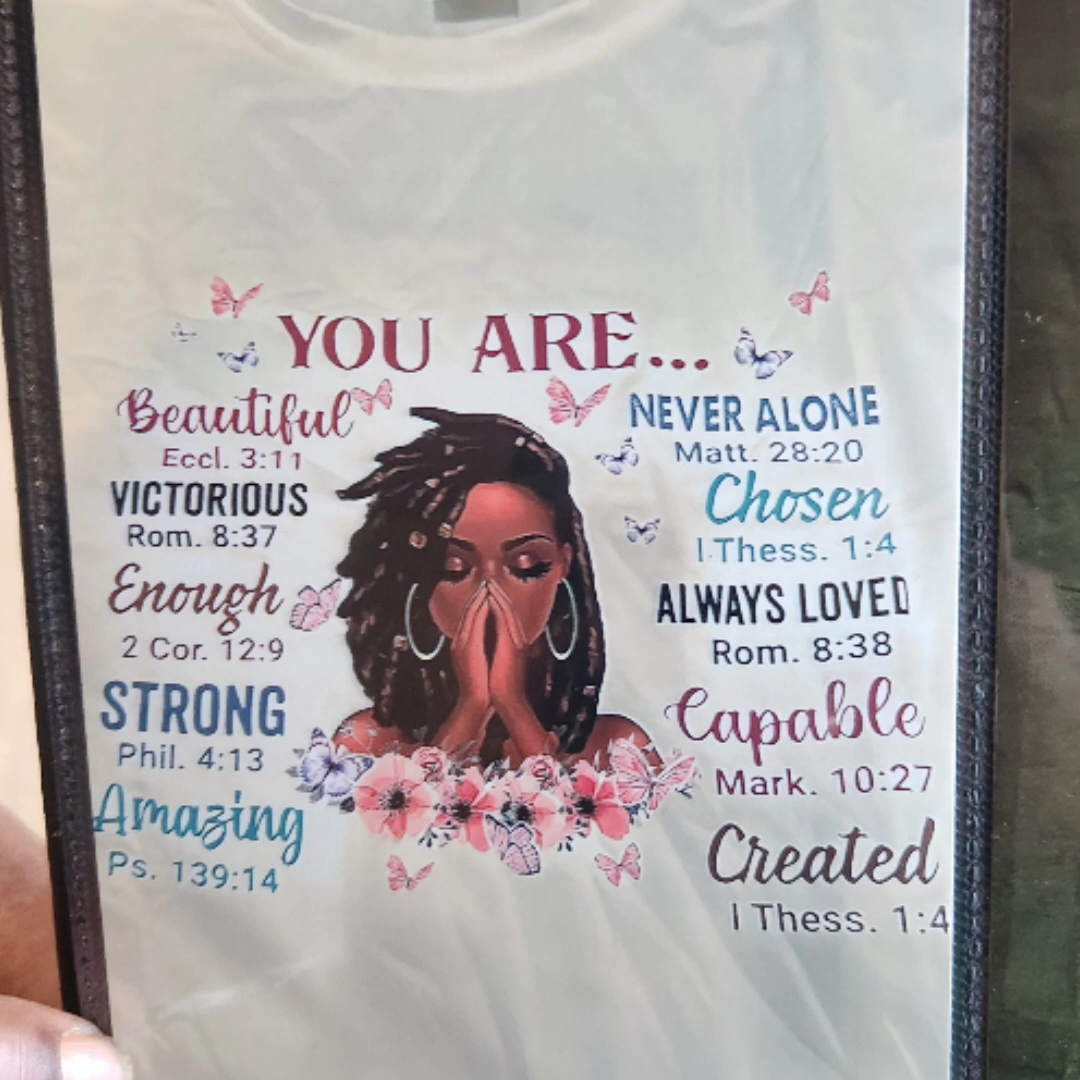 YOU ARE...
Beautiful
Eccl. 3:11
VICTORIOUS
Rom. 8:37
Enough
2 Cor. 12:9
STRONG
Phil. 4:13
Amazing
Ps. 139:14
NEVER ALONE
Matt. 28:20
Chosen
I Thess. 1:4
ALWAYS LOVED
Rom. 8:38
Capable
Mark. 10:27
Created
I Thess. 1:4